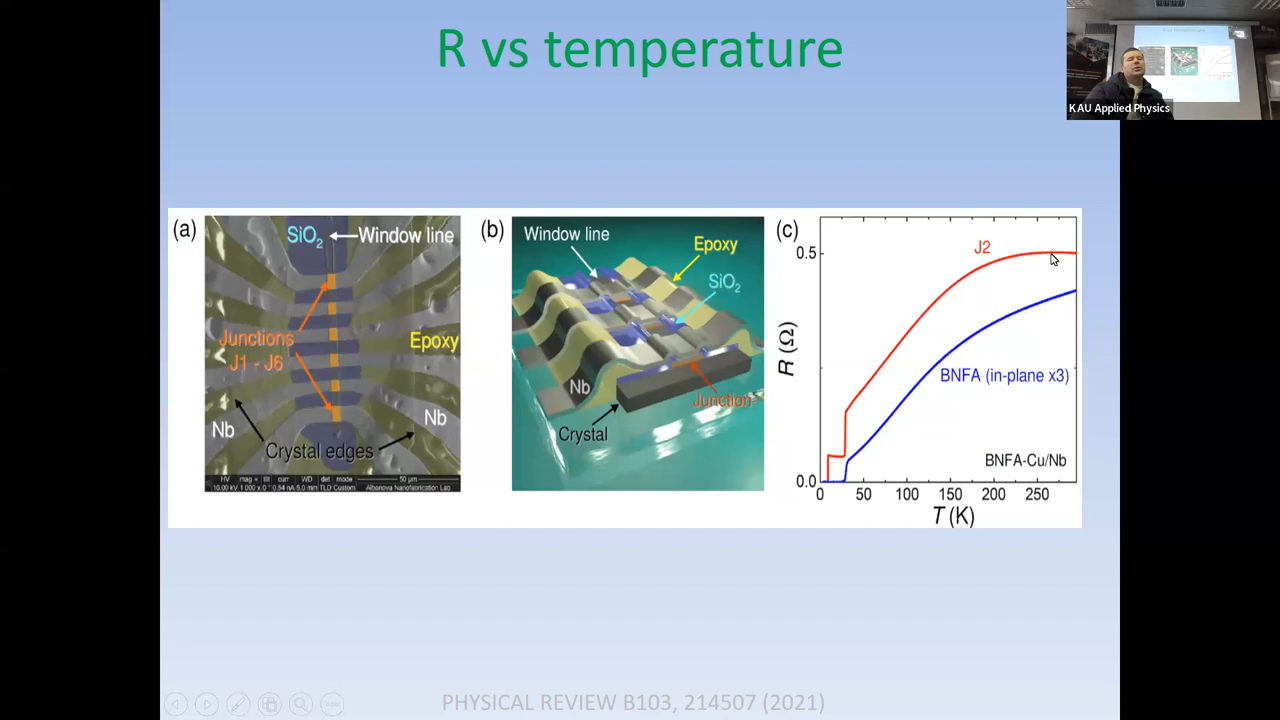 R vs temperature
KAU Applied Physics
(a)
SiO2
Window line
Junctions
J1 - J6
Epoxy
Nb
Nb
Crystal edges
(b)
Window line
Epoxy
SiO2
Nb
Junction
Crystal
(c)
J2
BNFA (in-plane x3)
BNFA-Cu/Nb
R (Ω)
0.5
0.0
0 50 100 150 200 250
T (K)
PHYSICAL REVIEW B103, 214507 (2021)